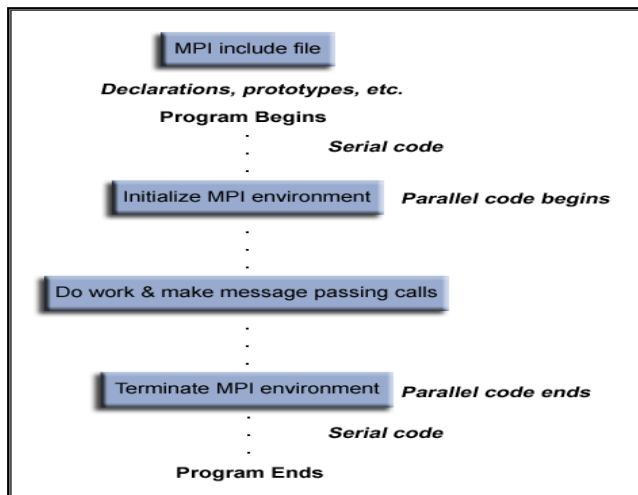 MPI include file
Declarations, prototypes, etc.
Program Begins
Serial code
Initialize MPI environment
Parallel code begins
Do work & make message passing calls
Terminate MPI environment
Parallel code ends
Serial code
Program Ends